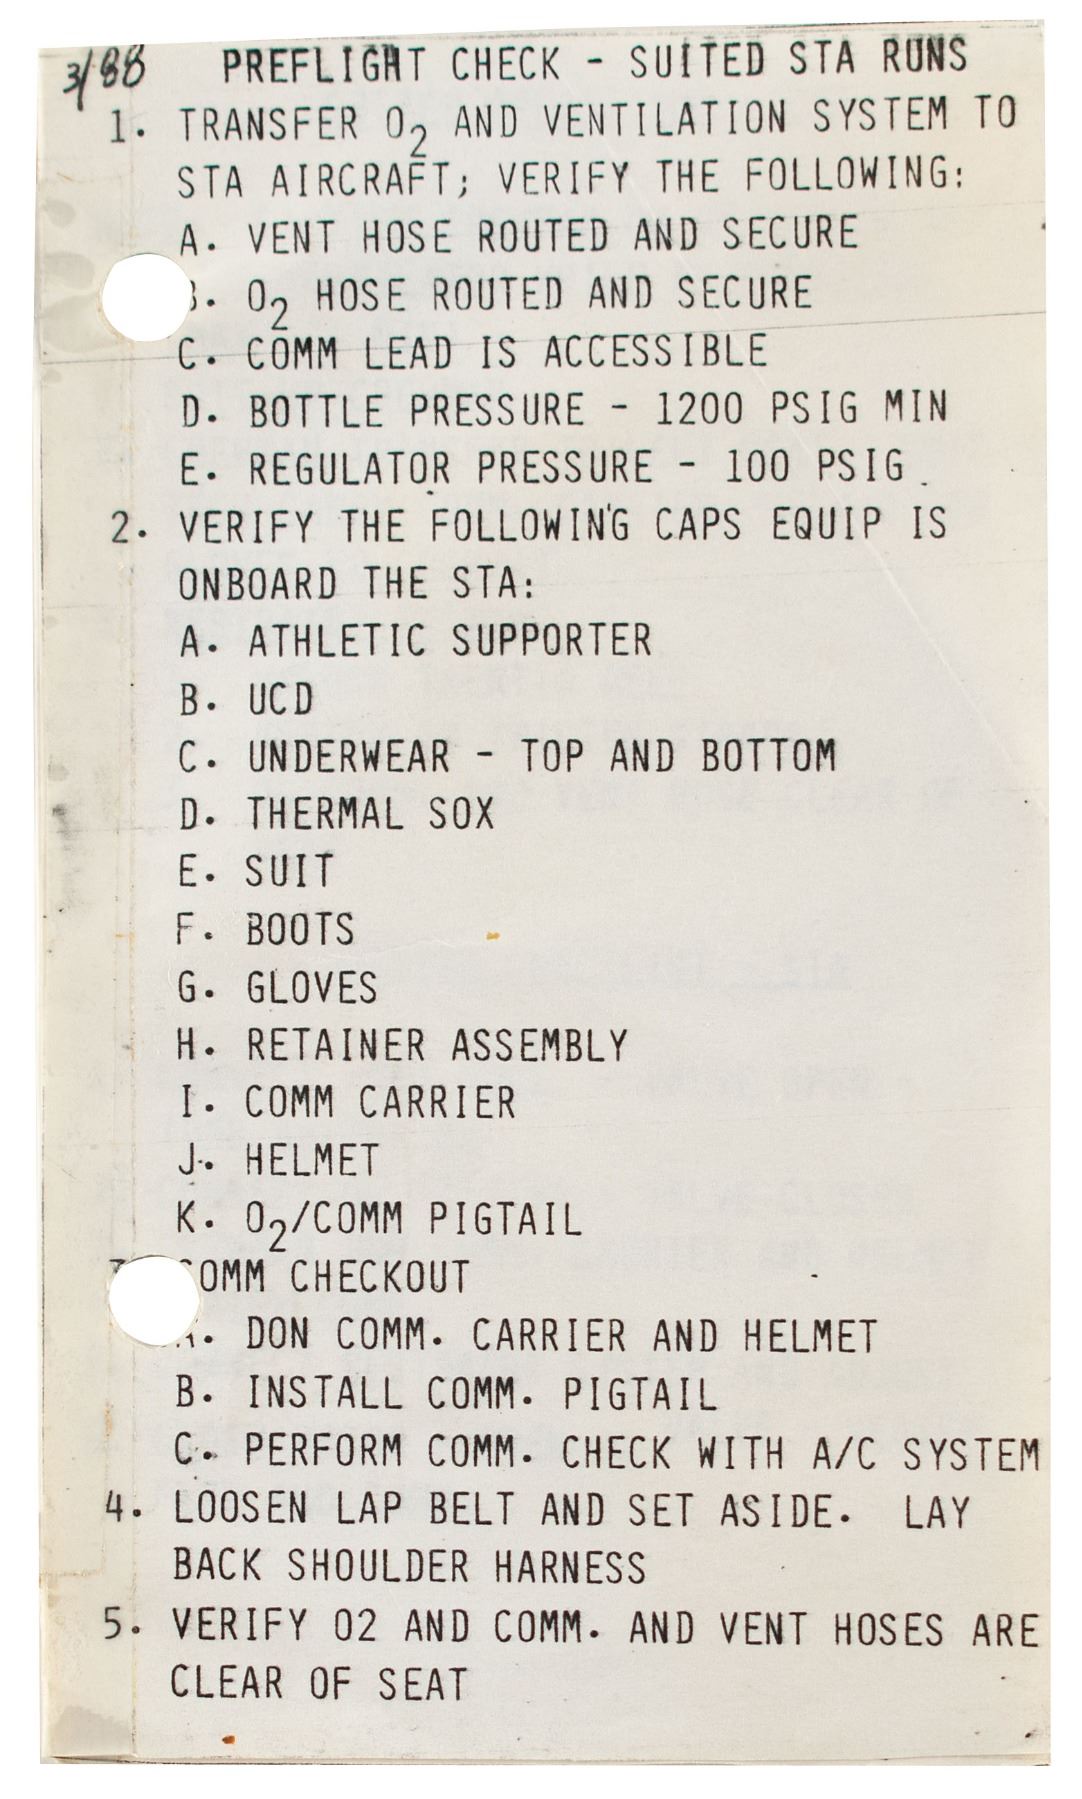 3/88 PREFLIGHT CHECK - SUITED STA RUNS
1. TRANSFER O₂ AND VENTILATION SYSTEM TO
STA AIRCRAFT; VERIFY THE FOLLOWING:
A. VENT HOSE ROUTED AND SECURE
B. O₂ HOSE ROUTED AND SECURE
C. COMM LEAD IS ACCESSIBLE
D. BOTTLE PRESSURE - 1200 PSIG MIN
E. REGULATOR PRESSURE - 100 PSIG
2. VERIFY THE FOLLOWING CAPS EQUIP IS
ONBOARD THE STA:
A. ATHLETIC SUPPORTER
B. UCD
C. UNDERWEAR - TOP AND BOTTOM
D. THERMAL SOX
E. SUIT
F. BOOTS
G. GLOVES
H. RETAINER ASSEMBLY
I. COMM CARRIER
J. HELMET
K. O₂/COMM PIGTAIL
3. COMM CHECKOUT
A. DON COMM. CARRIER AND HELMET
B. INSTALL COMM. PIGTAIL
C. PERFORM COMM. CHECK WITH A/C SYSTEM
4. LOOSEN LAP BELT AND SET ASIDE. LAY
BACK SHOULDER HARNESS
5. VERIFY O2 AND COMM. AND VENT HOSES ARE
CLEAR OF SEAT